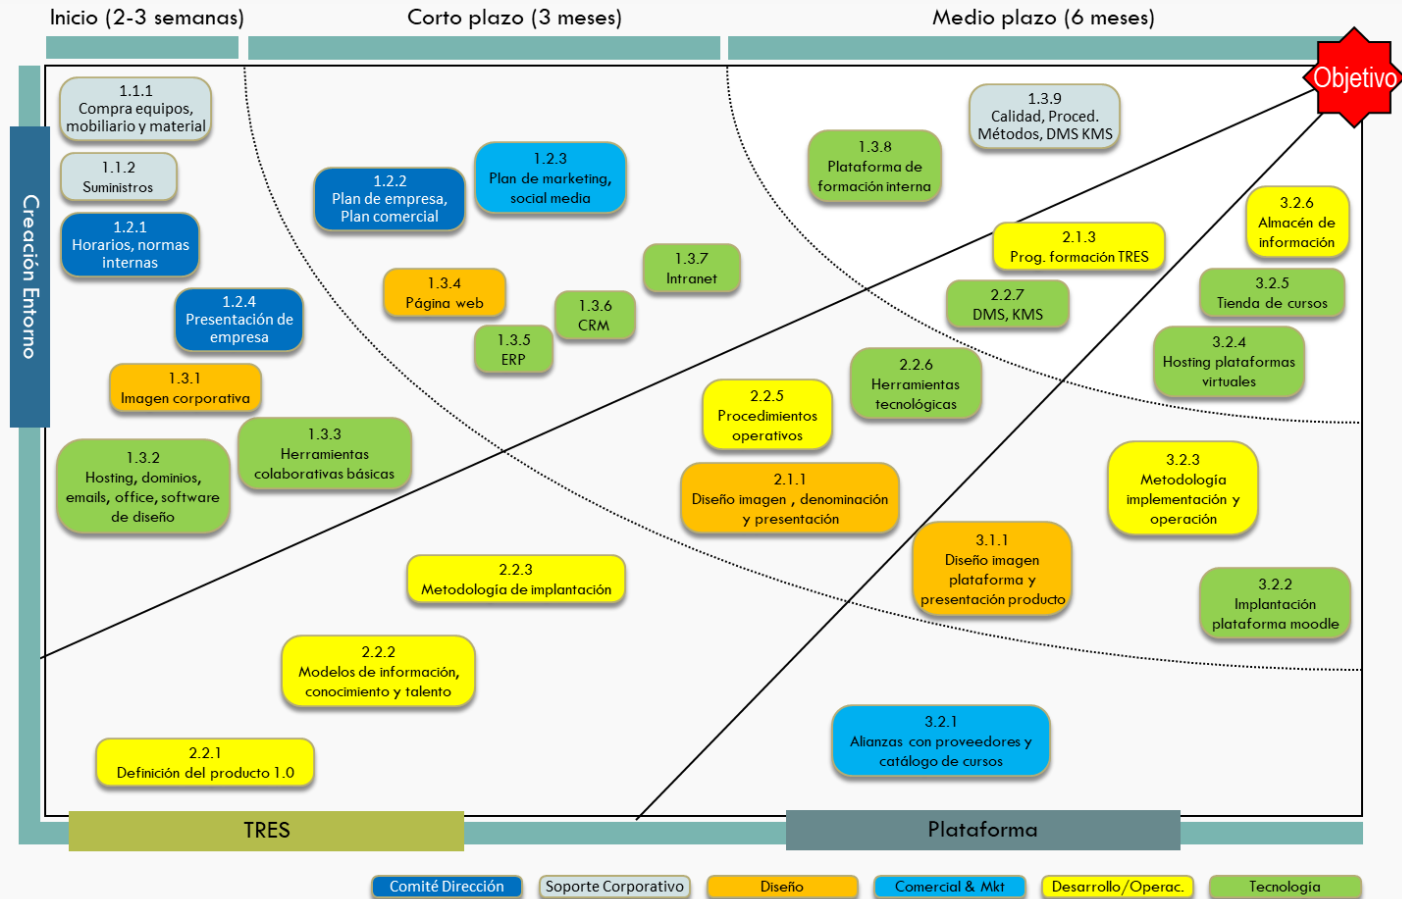 Inicio (2-3 semanas)
Corto plazo (3 meses)
Medio plazo (6 meses)
Objetivo
Creación Entorno
1.1.1
Compra equipos,
mobiliario y material
1.1.2
Suministros
1.2.1
Horarios, normas
internas
1.2.4
Presentación de
empresa
1.3.1
Imagen corporativa
1.3.2
Hosting, dominios,
emails, office, software
de diseño
1.3.3
Herramientas
colaborativas básicas
1.2.2
Plan de empresa,
Plan comercial
1.2.3
Plan de marketing,
social media
1.3.4
Página web
1.3.5
ERP
1.3.6
CRM
1.3.7
Intranet
1.3.8
Plataforma de
formación interna
1.3.9
Calidad, Proced.
Métodos, DMS KMS
2.1.3
Prog. formación TRES
2.2.7
DMS, KMS
2.2.6
Herramientas
tecnológicas
2.2.5
Procedimientos
operativos
2.1.1
Diseño imagen , denominación
y presentación
2.2.3
Metodología de implantación
2.2.2
Modelos de información,
conocimiento y talento
2.2.1
Definición del producto 1.0
3.2.6
Almacén de
información
3.2.5
Tienda de cursos
3.2.4
Hosting plataformas
virtuales
3.2.3
Metodología
implementación y
operación
3.1.1
Diseño imagen
plataforma y
presentación producto
3.2.2
Implantación
plataforma moodle
3.2.1
Alianzas con proveedores y
catálogo de cursos
TRES
Plataforma
Comité Dirección
Soporte Corporativo
Diseño
Comercial & Mkt
Desarrollo/Operac.
Tecnología